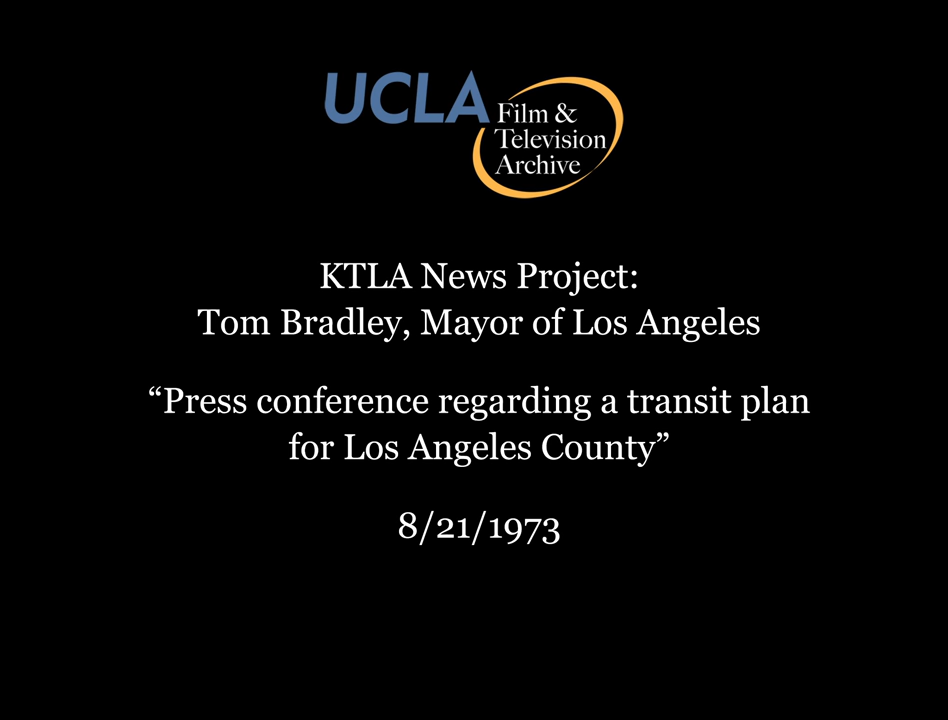 UCLA Film &
Television
Archive
KTLA News Project:
Tom Bradley, Mayor of Los Angeles
“Press conference regarding a transit plan
for Los Angeles County”
8/21/1973